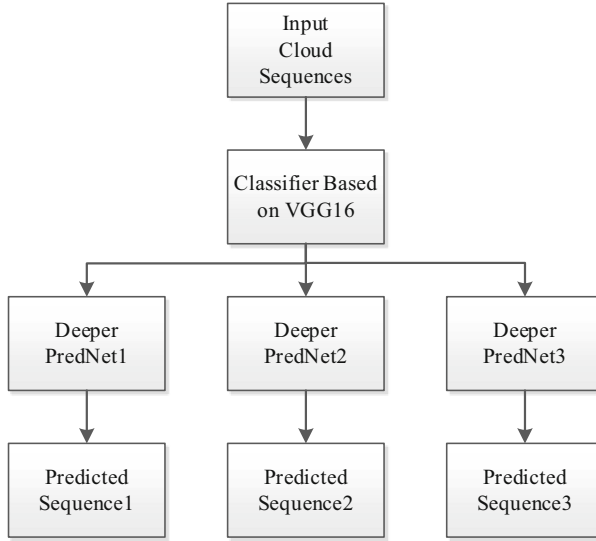 Input
Cloud
Sequences
Classifier Based
on VGG16
Deeper
PredNet1
Deeper
PredNet2
Deeper
PredNet3
Predicted
Sequence1
Predicted
Sequence2
Predicted
Sequence3